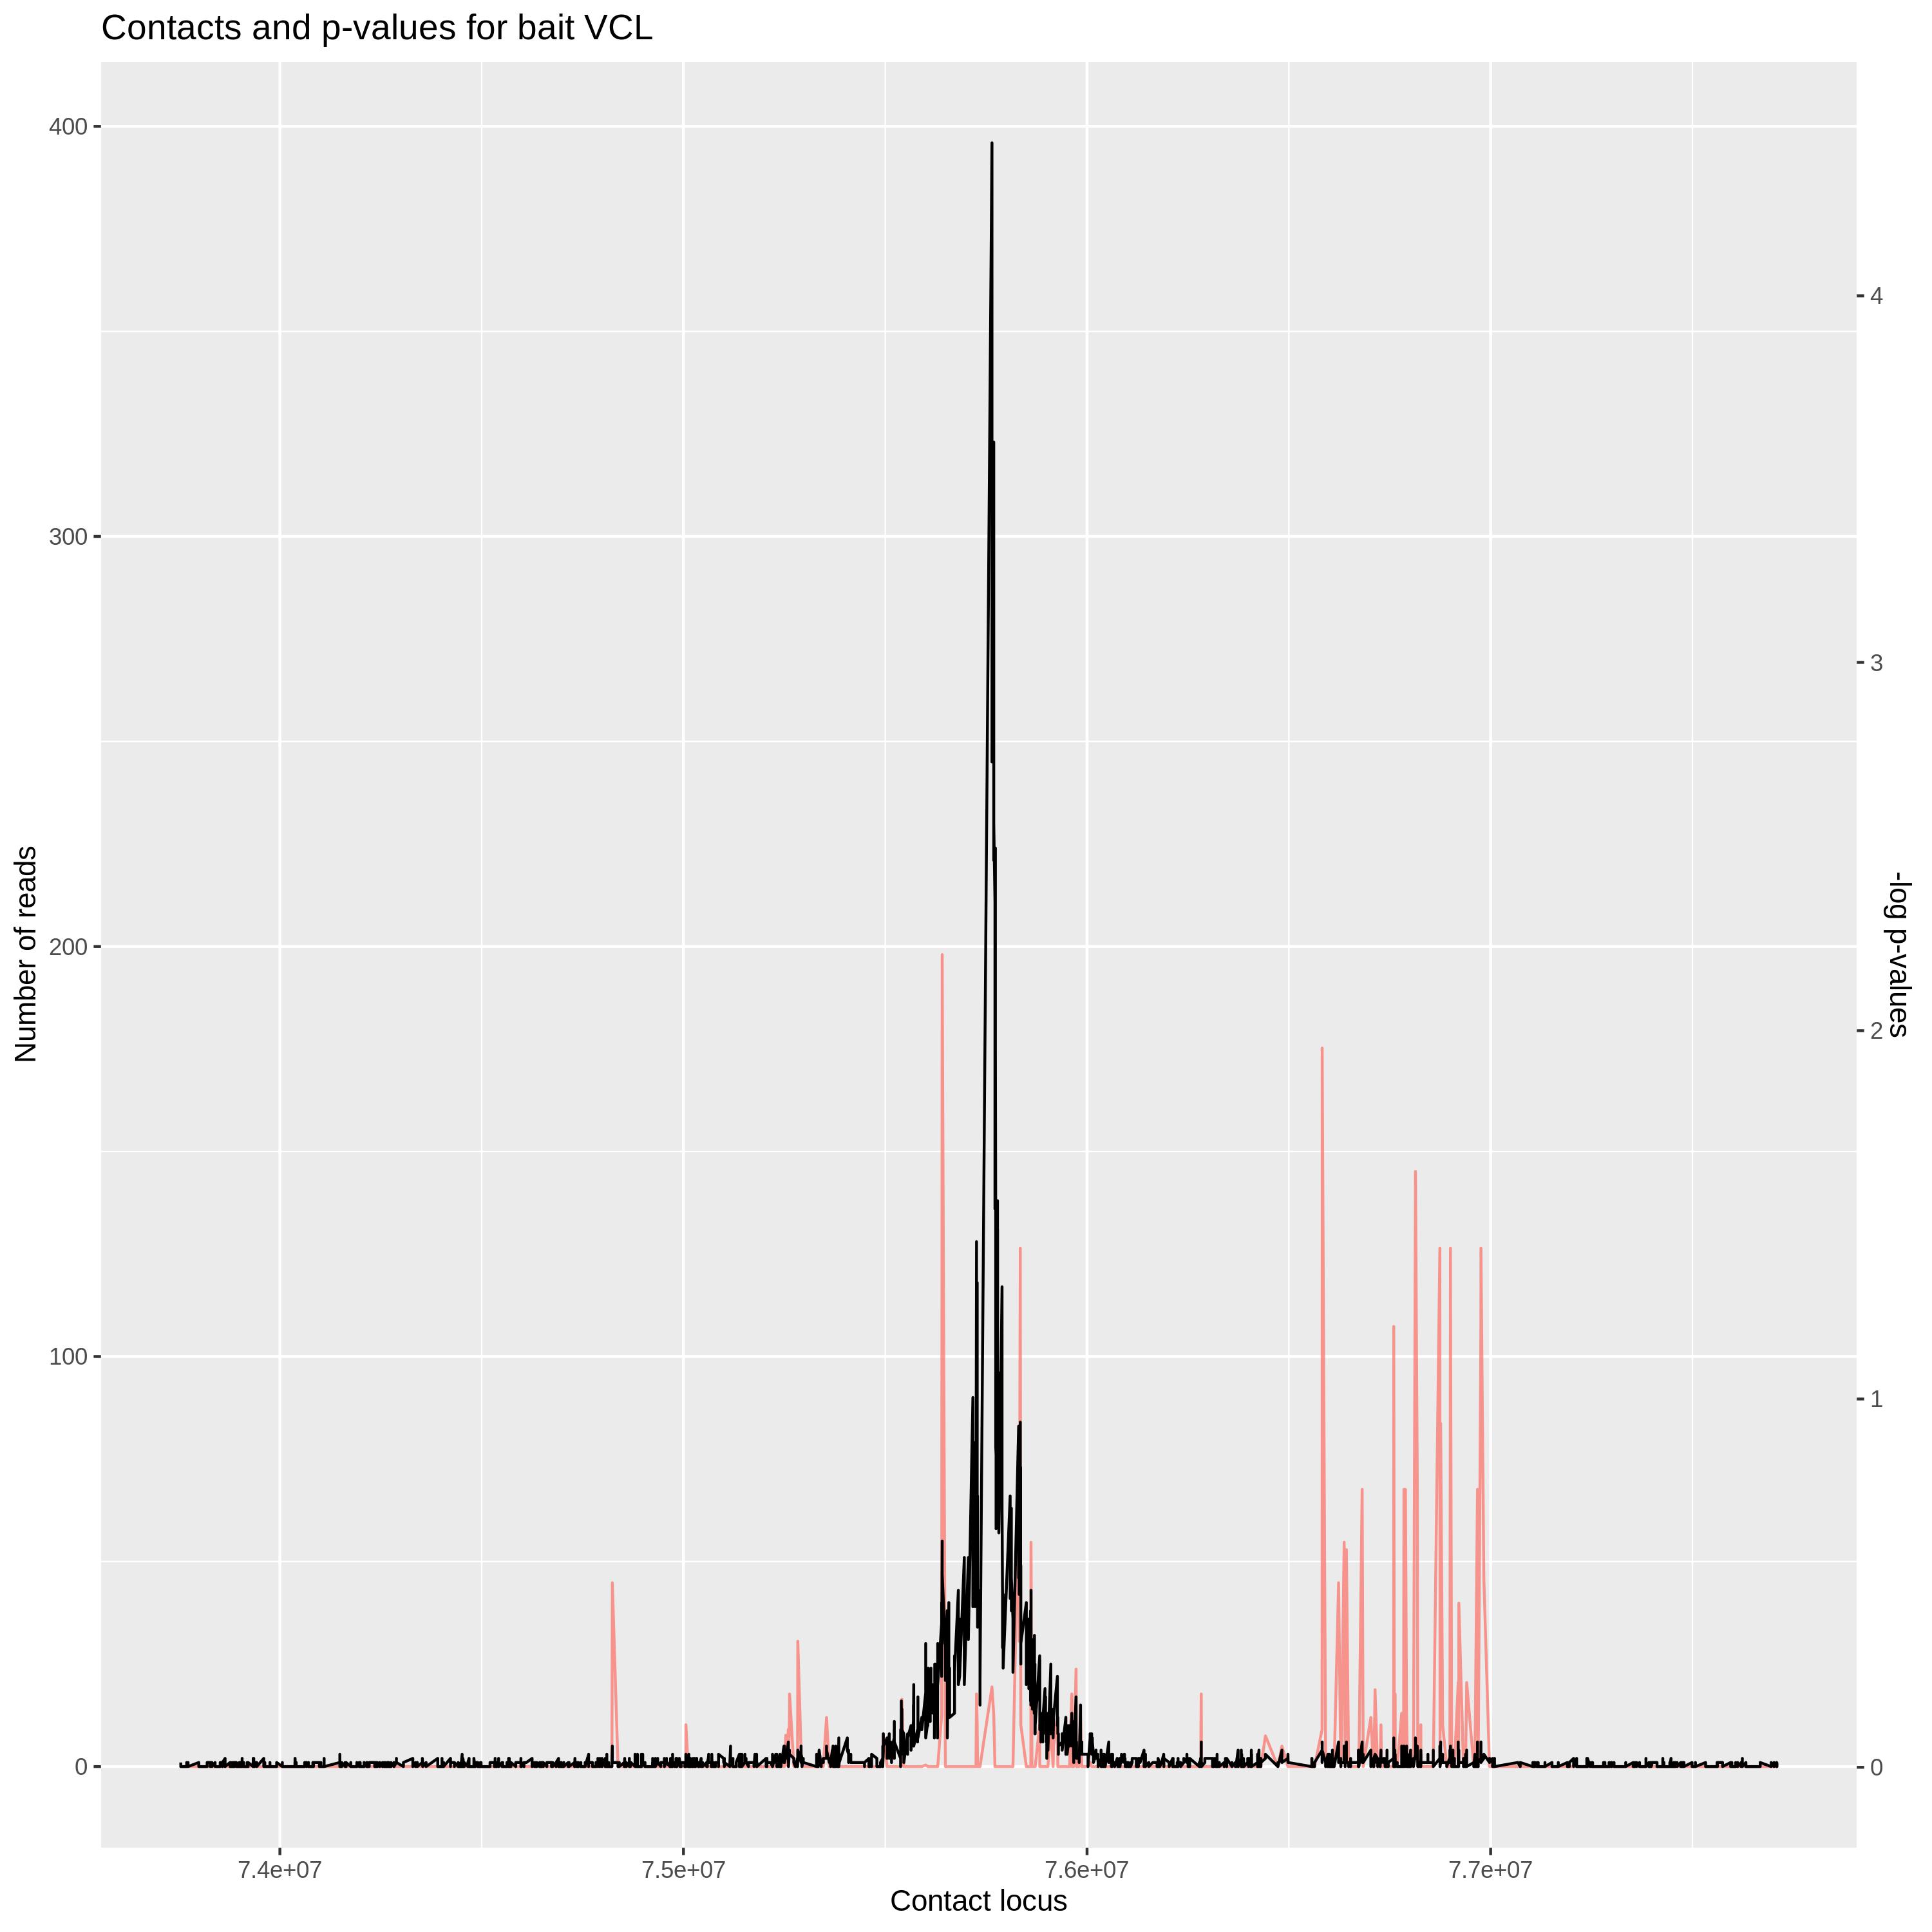 Contacts and p-values for bait VCL
400
300
200
100
0
Number of reads
4
3
2
1
0
-log p-values
7.4e+07 7.5e+07 7.6e+07 7.7e+07
Contact locus